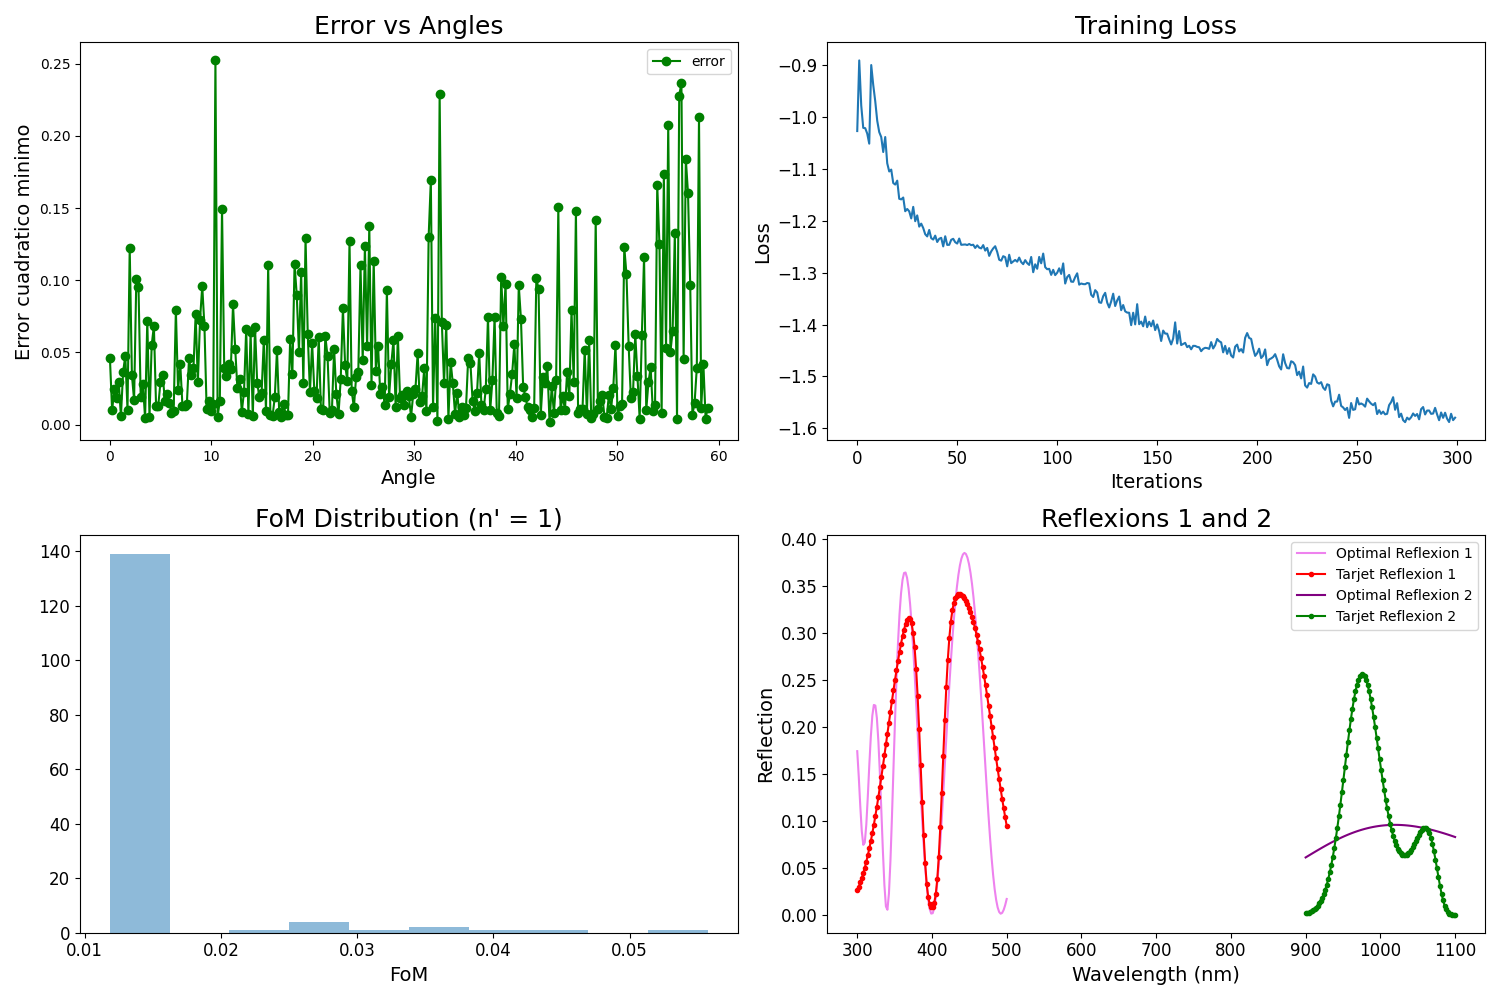 Error vs Angles
error
Error cuadratico minimo
0.25
0.20
0.15
0.10
0.05
0.00
0 10 20 30 40 50 60
Angle
Training Loss
Loss
−0.9
−1.0
−1.1
−1.2
−1.3
−1.4
−1.5
−1.6
0 50 100 150 200 250 300
Iterations
FoM Distribution (n' = 1)
140
120
100
80
60
40
20
0
0.01 0.02 0.03 0.04 0.05
FoM
Reflexions 1 and 2
Optimal Reflexion 1
Tarjet Reflexion 1
Optimal Reflexion 2
Tarjet Reflexion 2
Reflection
0.40
0.35
0.30
0.25
0.20
0.15
0.10
0.05
0.00
300 400 500 600 700 800 900 1000 1100
Wavelength (nm)